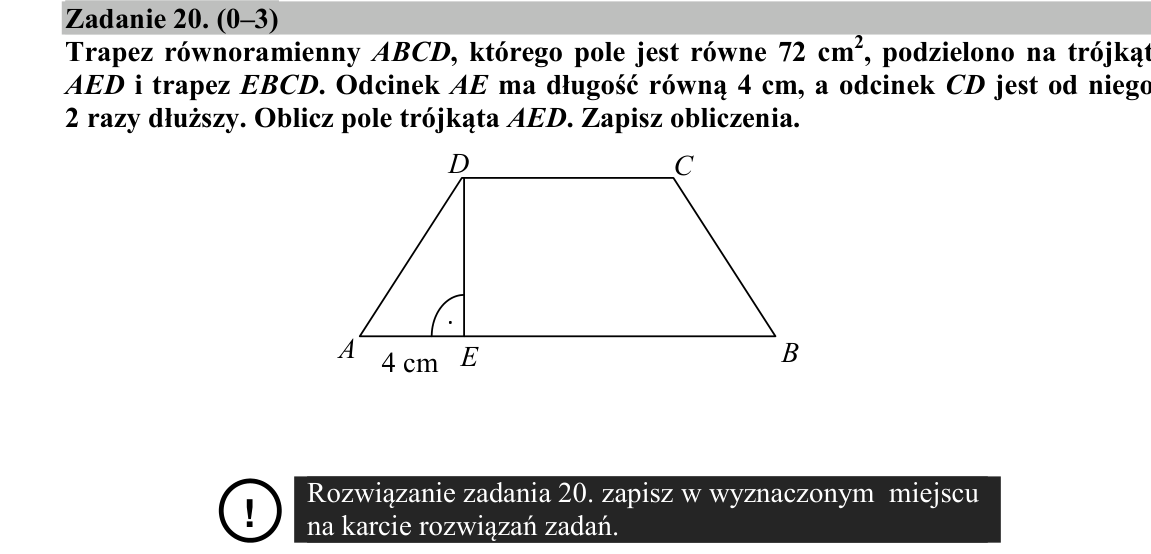 Zadanie 20. (0–3)
Trapez równoramienny ABCD, którego pole jest równe 72 cm², podzielono na trójkąt
AED i trapez EBCD. Odcinek AE ma długość równą 4 cm, a odcinek CD jest od niego
2 razy dłuższy. Oblicz pole trójkąta AED. Zapisz obliczenia.
D
C
A
4 cm
E
B
!
Rozwiązanie zadania 20. zapisz w wyznaczonym miejscu
na karcie rozwiązań zadań.